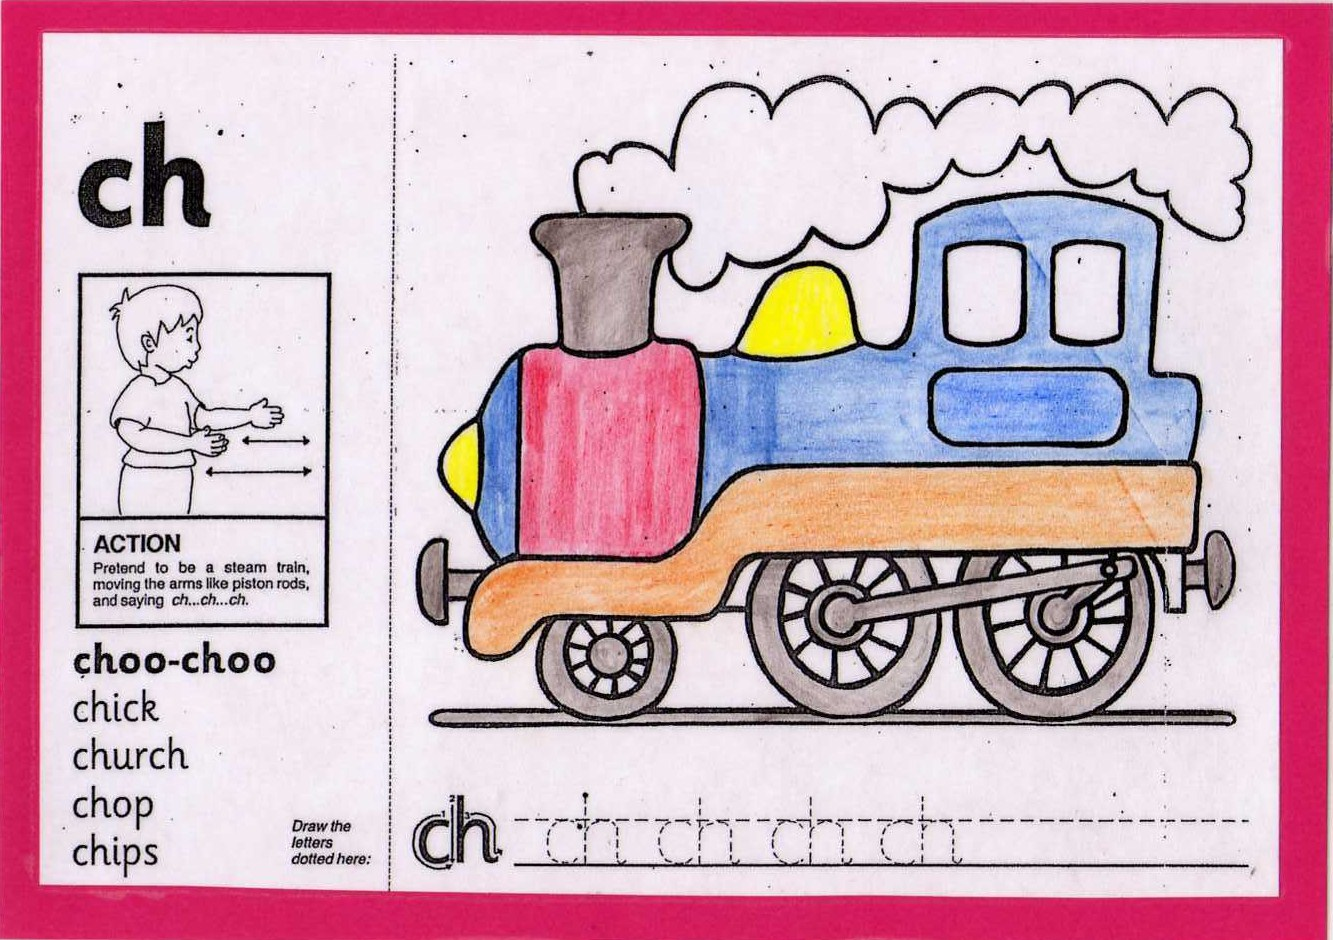 ch
ACTION
Pretend to be a steam train,
moving the arms like piston rods,
and saying ch...ch...ch.
choo-choo
chick
church
chop
chips
Draw the
letters
dotted here:
ch ch ch ch ch